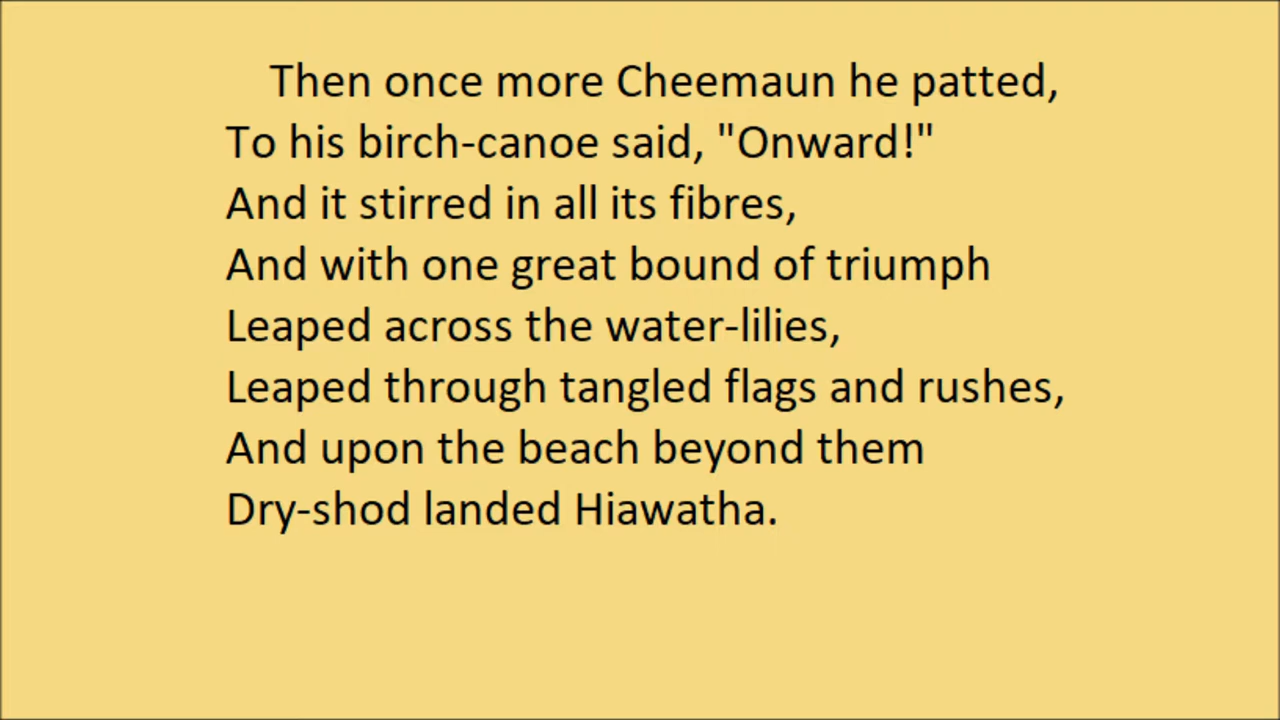 Then once more Cheemaun he patted,
To his birch-canoe said, "Onward!"
And it stirred in all its fibres,
And with one great bound of triumph
Leaped across the water-lilies,
Leaped through tangled flags and rushes,
And upon the beach beyond them
Dry-shod landed Hiawatha.